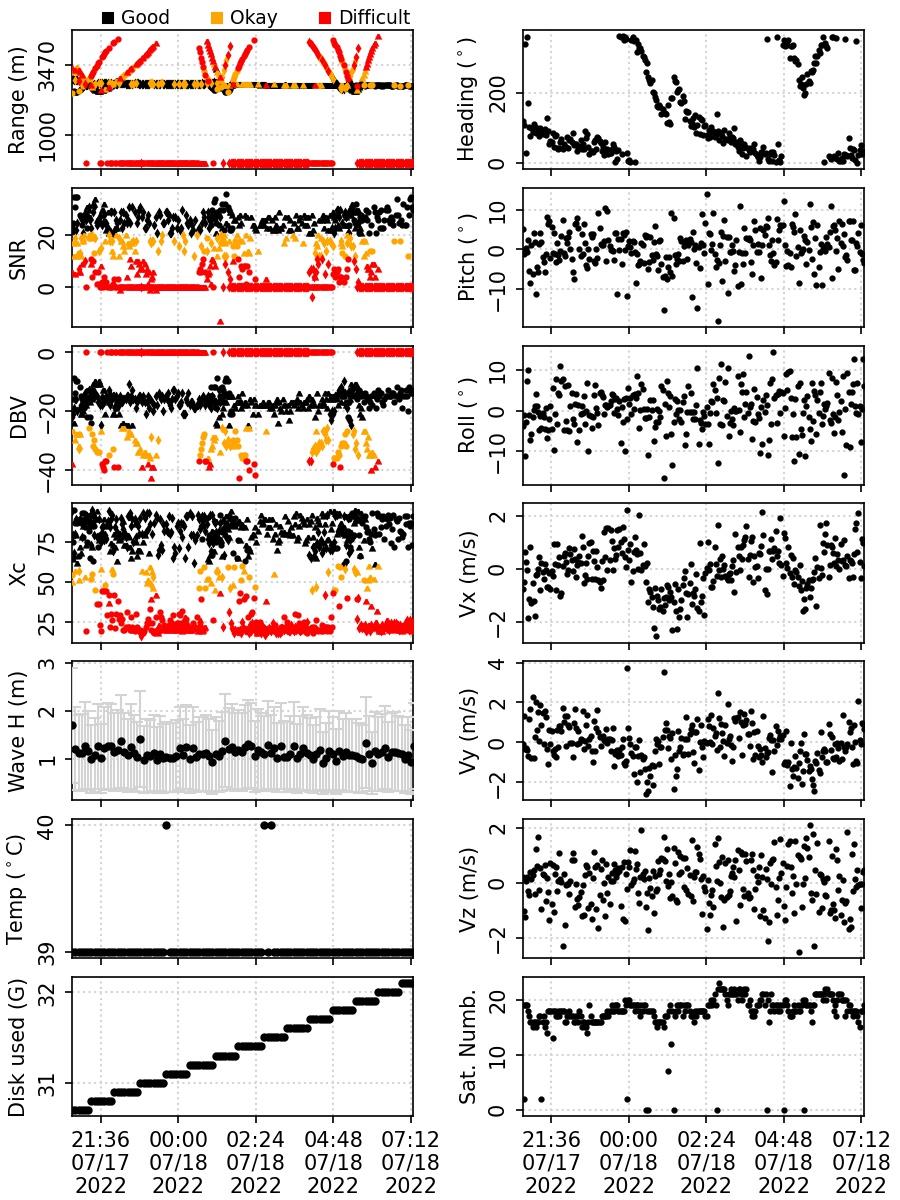 Good Okay Difficult
Range (m)
3470
1000
Heading (°)
200
0
SNR
20
0
Pitch (°)
10
0
−10
DBV
0
−20
−40
Roll (°)
10
0
−10
Xc
75
50
25
Vx (m/s)
2
0
−2
Wave H (m)
3
2
1
Vy (m/s)
4
2
0
−2
Temp (°C)
40
39
Vz (m/s)
2
0
−2
Disk used (G)
32
31
Sat. Numb.
20
10
0
21:36 00:00 02:24 04:48 07:12
07/17 07/18 07/18 07/18 07/18
2022 2022 2022 2022 2022
21:36 00:00 02:24 04:48 07:12
07/17 07/18 07/18 07/18 07/18
2022 2022 2022 2022 2022